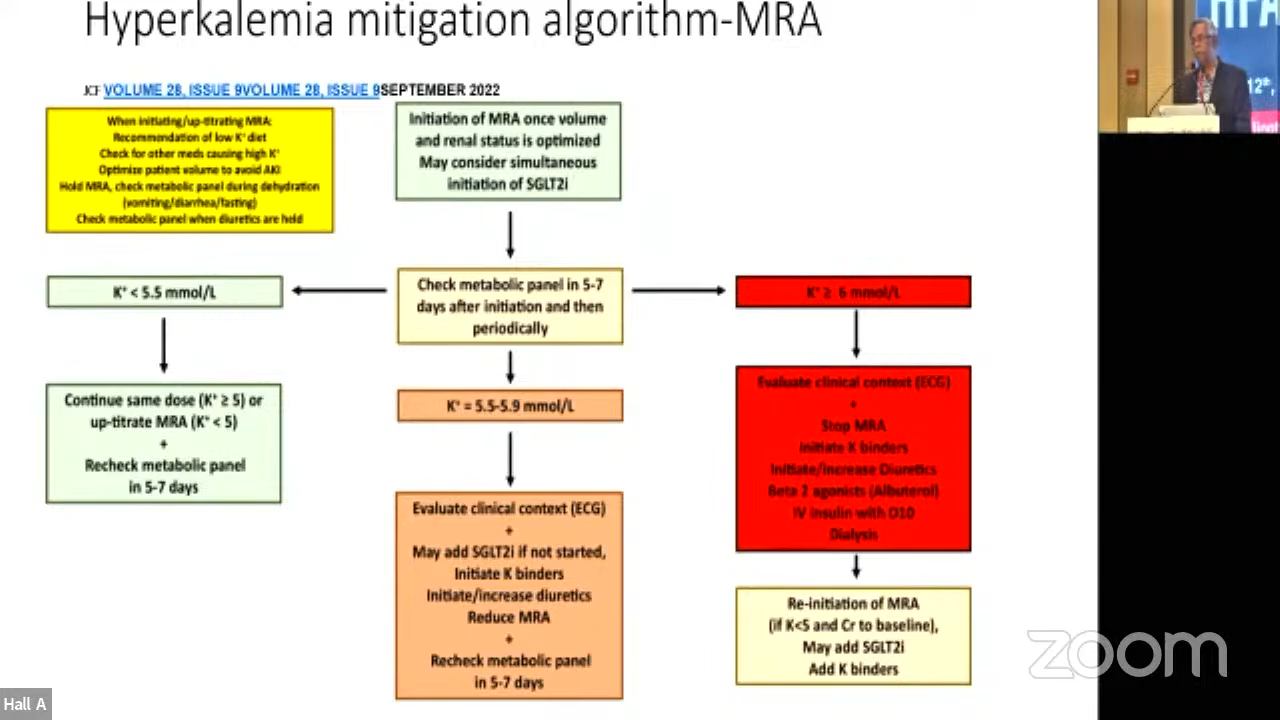 Hyperkalemia mitigation algorithm-MRA
JCF VOLUME 28, ISSUE 9VOLUME 28, ISSUE 9SEPTEMBER 2022
When initiating/up-titrating MRA:
Recommendation of low K⁺ diet
Check for other meds causing high K⁺
Optimize patient volume to avoid AKI
Hold MRA, check metabolic panel during dehydration
(vomiting/diarrhea/fasting)
Check metabolic panel when diuretics are held
Initiation of MRA once volume
and renal status is optimized
May consider simultaneous
initiation of SGLT2i
K⁺ < 5.5 mmol/L
Check metabolic panel in 5-7
days after initiation and then
periodically
K⁺ ≥ 6 mmol/L
Continue same dose (K⁺ ≥ 5) or
up-titrate MRA (K⁺ < 5)
+
Recheck metabolic panel
in 5-7 days
K⁺ = 5.5-5.9 mmol/L
Evaluate clinical context (ECG)
+
May add SGLT2i if not started,
Initiate K binders
Initiate/increase diuretics
Reduce MRA
+
Recheck metabolic panel
in 5-7 days
Evaluate clinical context (ECG)
+
Stop MRA
Initiate K binders
Initiate/Increase Diuretics
Beta 2 agonists (Albuterol)
IV insulin with D10
Dialysis
Re-initiation of MRA
(if K<5 and Cr to baseline),
May add SGLT2i
Add K binders
12th,
zoom
Hall A